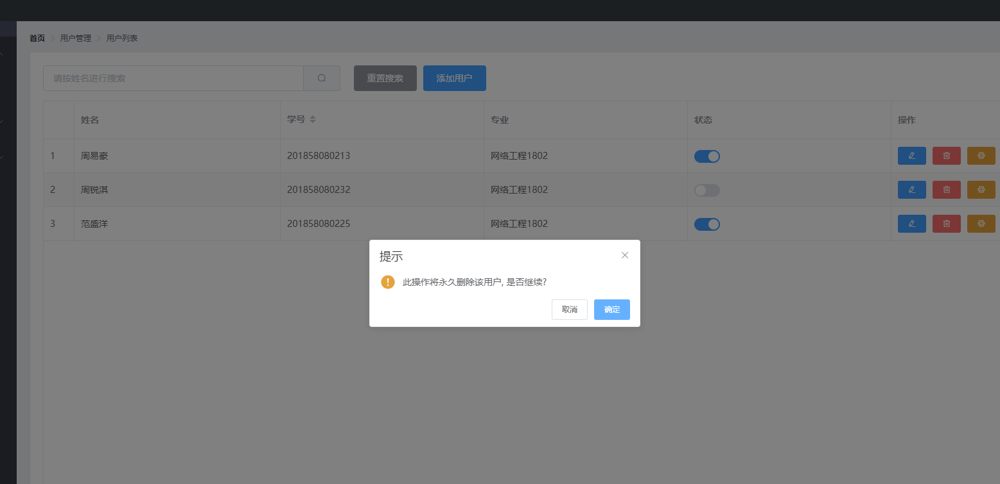 首页 > 用户管理 > 用户列表
请按姓名进行搜索 重置搜索 添加用户
姓名 学号 专业 状态 操作
1 周易豪 201858080213 网络工程1802
2 周锐淇 201858080232 网络工程1802
3 范盛洋 201858080225 网络工程1802
提示
此操作将永久删除该用户, 是否继续?
取消 确定